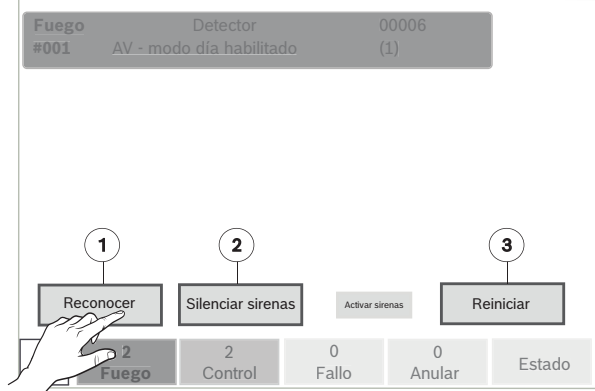 Fuego Detector 00006
#001 AV - modo día habilitado (1)
1 2 3
Reconocer Silenciar sirenas Activar sirenas Reiniciar
2 2 0 0
Fuego Control Fallo Anular Estado